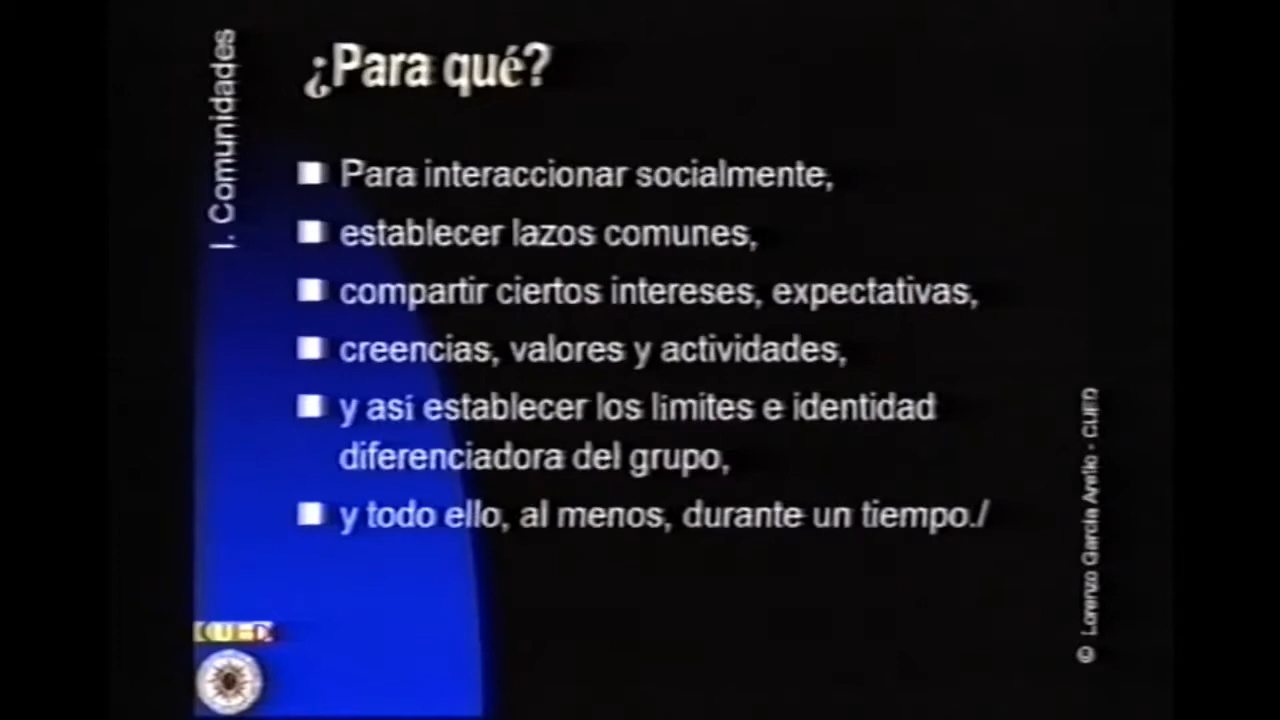 I. Comunidades
¿Para qué?
Para interaccionar socialmente,
establecer lazos comunes,
compartir ciertos intereses, expectativas,
creencias, valores y actividades,
y así establecer los límites e identidad
diferenciadora del grupo,
y todo ello, al menos, durante un tiempo./
© Lorenzo García Aretio - CUED
CUED